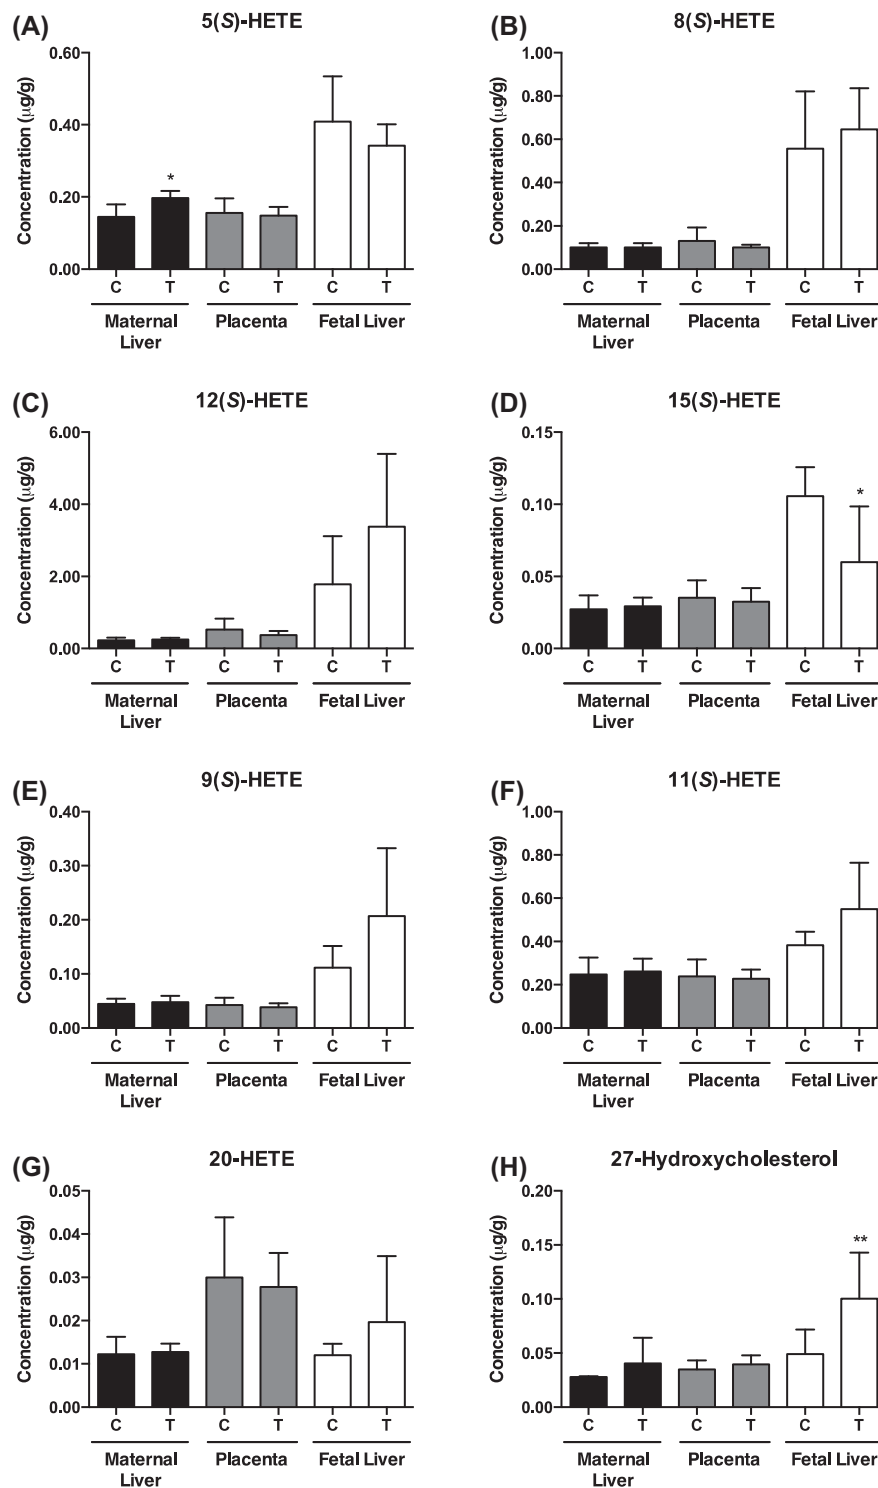 (A)
5(S)-HETE
Concentration (µg/g)
0.60
0.40
0.20
0.00
*
C T C T C T
Maternal Liver
Placenta
Fetal Liver
(B)
8(S)-HETE
Concentration (µg/g)
1.00
0.80
0.60
0.40
0.20
0.00
C T C T C T
Maternal Liver
Placenta
Fetal Liver
(C)
12(S)-HETE
Concentration (µg/g)
6.00
4.00
2.00
0.00
C T C T C T
Maternal Liver
Placenta
Fetal Liver
(D)
15(S)-HETE
Concentration (µg/g)
0.15
0.10
0.05
0.00
*
C T C T C T
Maternal Liver
Placenta
Fetal Liver
(E)
9(S)-HETE
Concentration (µg/g)
0.40
0.30
0.20
0.10
0.00
C T C T C T
Maternal Liver
Placenta
Fetal Liver
(F)
11(S)-HETE
Concentration (µg/g)
1.00
0.80
0.60
0.40
0.20
0.00
C T C T C T
Maternal Liver
Placenta
Fetal Liver
(G)
20-HETE
Concentration (µg/g)
0.05
0.04
0.03
0.02
0.01
0.00
C T C T C T
Maternal Liver
Placenta
Fetal Liver
(H)
27-Hydroxycholesterol
Concentration (µg/g)
0.20
0.15
0.10
0.05
0.00
**
C T C T C T
Maternal Liver
Placenta
Fetal Liver